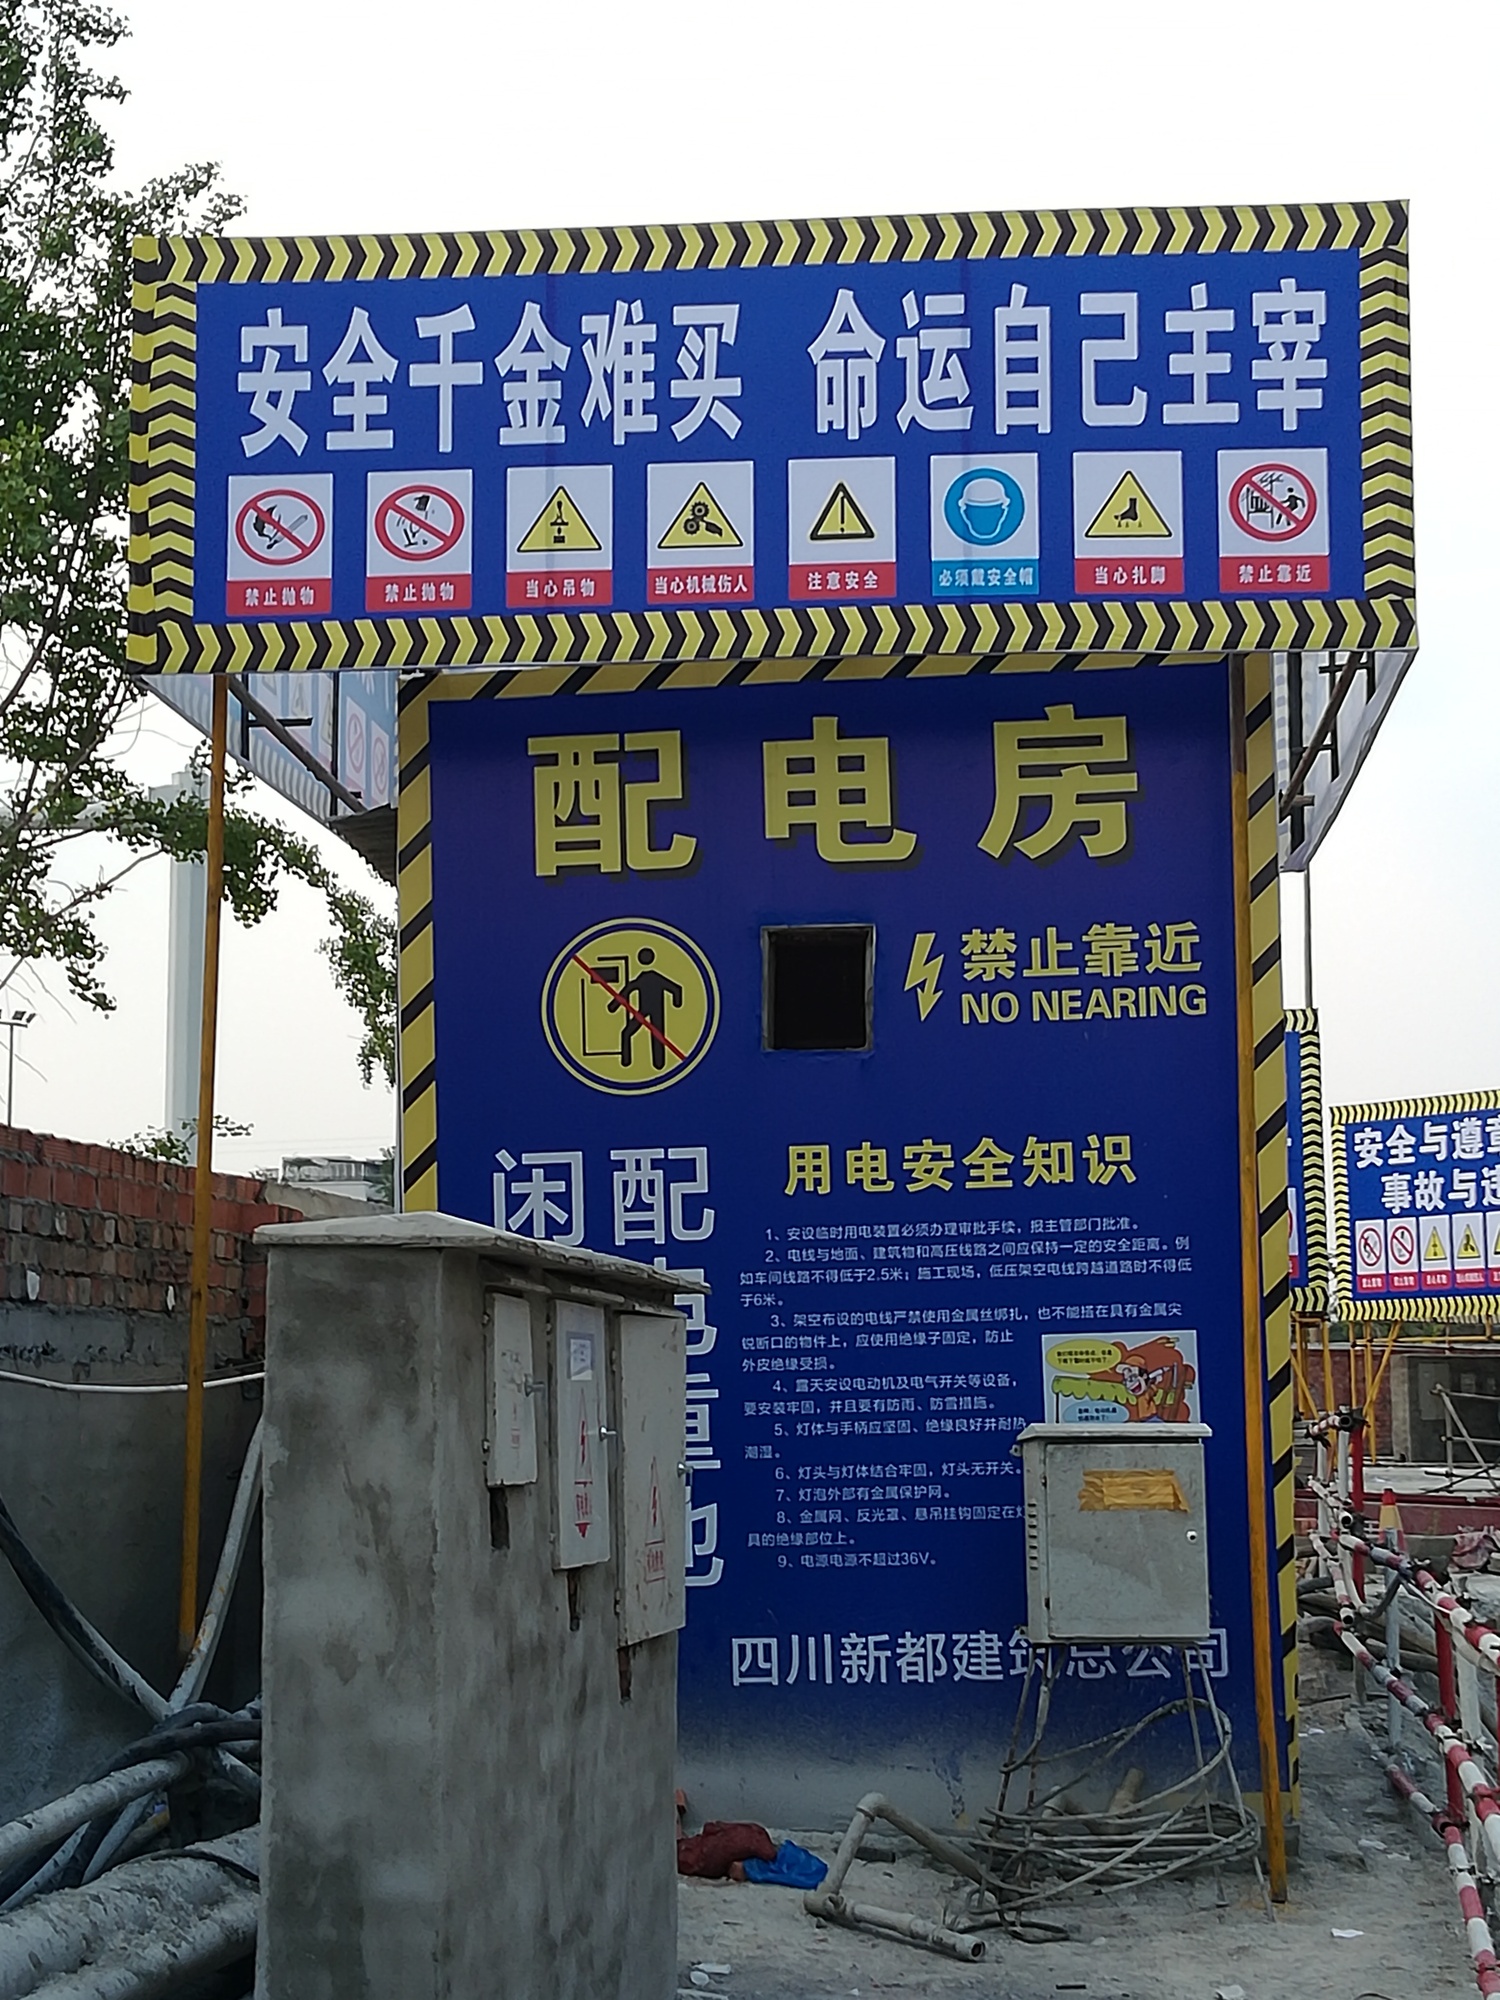 安全千金难买 命运自己主宰
禁止抛物
禁止抛物
当心吊物
当心机械伤人
注意安全
必须戴安全帽
当心扎脚
禁止靠近
配电房
禁止靠近
NO NEARING
配电重地
闲
用电安全知识
1、安设临时用电装置必须办理审批手续，报主管部门批准。
2、电线与地面、建筑物和高压线路之间应保持一定的安全距离。例
如车间线路不得低于2.5米；施工现场，低压架空电线跨越道路时不得低
于6米。
3、架空布设的电线严禁使用金属丝绑扎，也不能搭在具有金属尖
锐断口的物件上，应使用绝缘子固定，防止
外皮绝缘受损。
4、露天安设电动机及电气开关等设备，
要安装牢固，并且要有防雨、防雪措施。
5、灯体与手柄应坚固、绝缘良好并耐热
潮湿。
6、灯头与灯体结合牢固，灯头无开关。
7、灯泡外部有金属保护网。
8、金属网、反光罩、悬吊挂钩固定在灯
具的绝缘部位上。
9、电源电源不超过36V。
四川新都建筑总公司
安全与遵章
事故与违